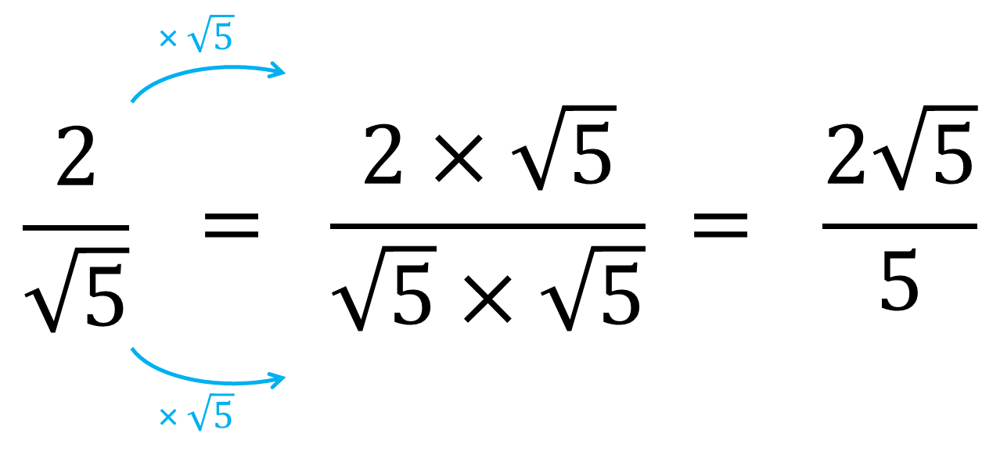 × √5
2/√5 = (2 × √5)/(√5 × √5) = 2√5/5
× √5